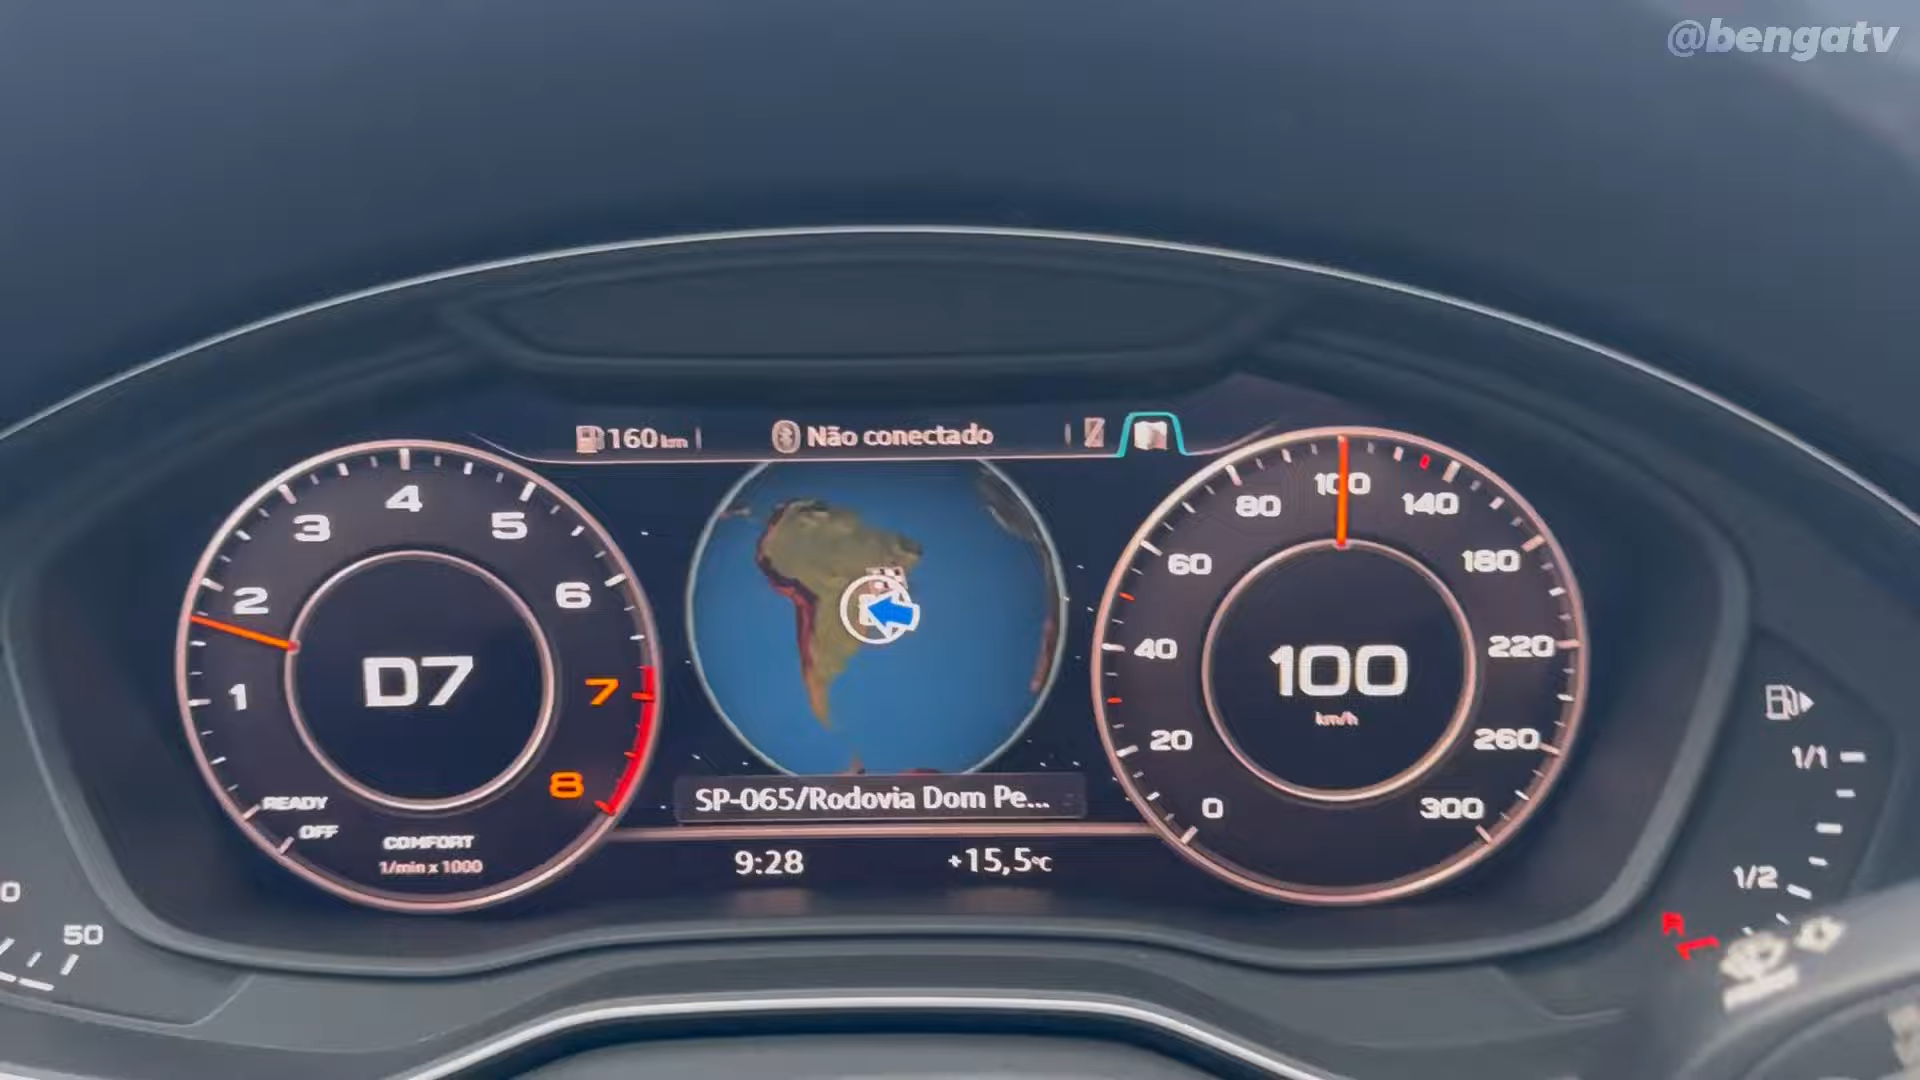 @bengatv
160 km
Não conectado
1
2
3
4
5
6
7
8
D7
READY
OFF
COMFORT
1/min x 1000
SP-065/Rodovia Dom Pe...
9:28
+15,5°C
0
20
40
60
80
100
140
180
220
260
300
100
km/h
1/1
1/2
R
50